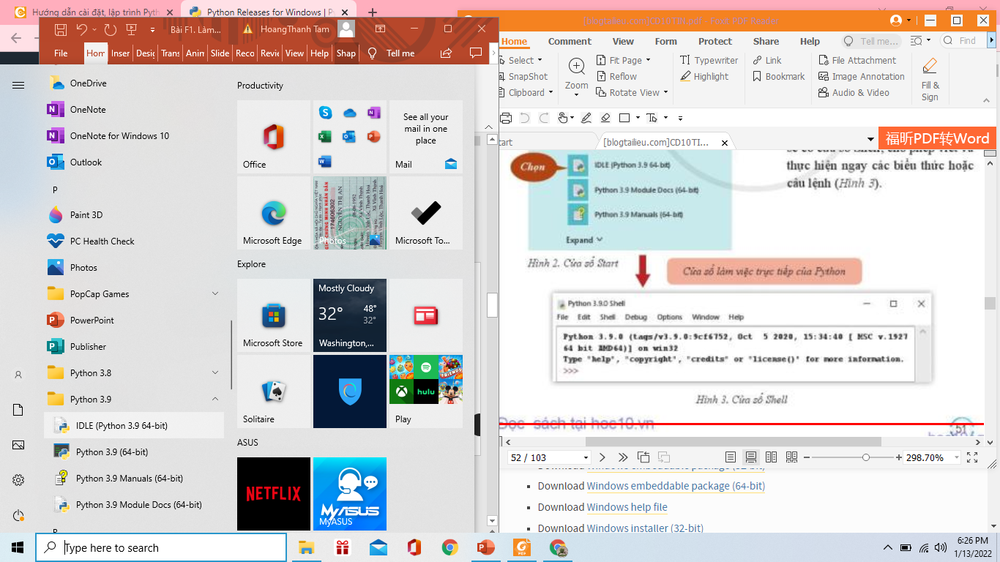 Hướng dẫn cài đặt, lập trình Pyth
Python Releases for Windows | Py
Bài F1. Làm...
HoangThanh Tam
File
Hom
Inser
Desig
Trans
Anim
Slide
Reco
Revie
View
Help
Shap
Tell me
OneDrive
OneNote
OneNote for Windows 10
Outlook
P
Paint 3D
PC Health Check
Photos
PopCap Games
PowerPoint
Publisher
Python 3.8
Python 3.9
IDLE (Python 3.9 64-bit)
Python 3.9 (64-bit)
Python 3.9 Manuals (64-bit)
Python 3.9 Module Docs (64-bit)
Productivity
Office
See all your
mail in one
place
Mail
Microsoft Edge
Photos
Microsoft To...
Explore
Microsoft Store
Mostly Cloudy
32°
48°
32°
Washington,...
Solitaire
hulu
Play
ASUS
NETFLIX
MyASUS
MyASUS
[blogtailieu.com]CD10TIN.pdf - Foxit PDF Reader
Home
Comment
View
Form
Protect
Share
Help
Tell me...
Find
Select
SnapShot
Clipboard
Zoom
Fit Page
Reflow
Rotate View
Typewriter
Highlight
Link
Bookmark
File Attachment
Image Annotation
Audio & Video
Fill &
Sign
tart
[blogtailieu.com]CD10TI...
福昕PDF转Word
Chọn
IDLE (Python 3.9 64-bit)
Python 3.9 Module Docs (64-bit)
Python 3.9 Manuals (64-bit)
Expand
thực hiện ngay các biểu thức hoặc
câu lệnh (Hình 3).
Hình 2. Cửa sổ Start
Cửa sổ làm việc trực tiếp của Python
Python 3.9.0 Shell
File Edit Shell Debug Options Window Help
Python 3.9.0 (tags/v3.9.0:9cf6752, Oct 5 2020, 15:34:40 [ MSC v.1927
64 bit AMD64)] on win32
Type "help", "copyright", "credits" or "license()" for more information.
>>>
Hình 3. Cửa sổ Shell
Đọc sách tại hoc10.vn
51
52 / 103
298.70%
Download Windows embeddable package (32-bit)
Download Windows embeddable package (64-bit)
Download Windows help file
Download Windows installer (32-bit)
Type here to search
6:26 PM
1/13/2022